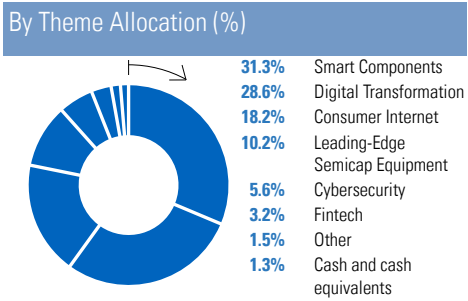 By Theme Allocation (%)
31.3% Smart Components
28.6% Digital Transformation
18.2% Consumer Internet
10.2% Leading-Edge
Semicap Equipment
5.6% Cybersecurity
3.2% Fintech
1.5% Other
1.3% Cash and cash
equivalents